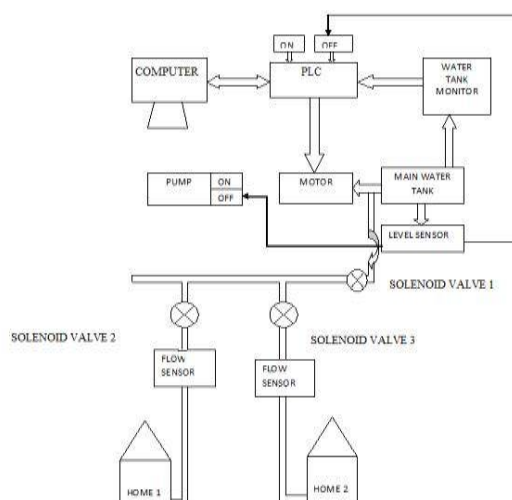 ON
OFF
COMPUTER
PLC
WATER
TANK
MONITOR
PUMP
ON
OFF
MOTOR
MAIN WATER
TANK
LEVEL SENSOR
SOLENOID VALVE 1
SOLENOID VALVE 2
SOLENOID VALVE 3
FLOW
SENSOR
FLOW
SENSOR
HOME 1
HOME 2